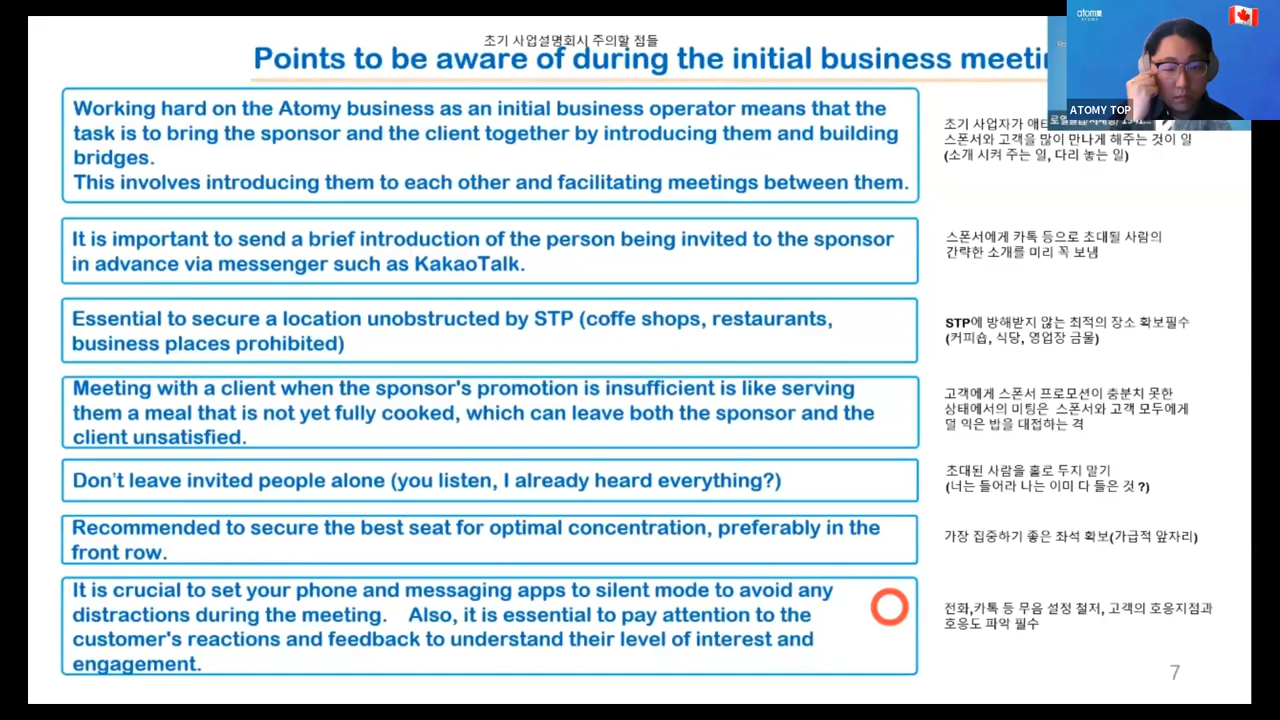 초기 사업설명회시 주의할 점들
Points to be aware of during the initial business
atom美
ATOMY
ATOMY TOP
Working hard on the Atomy business as an initial business operator means that the
task is to bring the sponsor and the client together by introducing them and building
bridges.
This involves introducing them to each other and facilitating meetings between them.
초기 사업자가
스폰서와 고객을 많이 만나게 해주는 것이 일
(소개 시켜 주는 일, 다리 놓는 일)
It is important to send a brief introduction of the person being invited to the sponsor
in advance via messenger such as KakaoTalk.
스폰서에게 카톡 등으로 초대될 사람의
간략한 소개를 미리 꼭 보냄
Essential to secure a location unobstructed by STP (coffe shops, restaurants,
business places prohibited)
STP에 방해받지 않는 최적의 장소 확보필수
(커피숍, 식당, 영업장 금물)
Meeting with a client when the sponsor's promotion is insufficient is like serving
them a meal that is not yet fully cooked, which can leave both the sponsor and the
client unsatisfied.
고객에게 스폰서 프로모션이 충분치 못한
상태에서의 미팅은 스폰서와 고객 모두에게
덜 익은 밥을 대접하는 격
Don't leave invited people alone (you listen, I already heard everything?)
초대된 사람을 홀로 두지 말기
(너는 들어라 나는 이미 다 들은 것 ?)
Recommended to secure the best seat for optimal concentration, preferably in the
front row.
가장 집중하기 좋은 좌석 확보(가급적 앞자리)
It is crucial to set your phone and messaging apps to silent mode to avoid any
distractions during the meeting. Also, it is essential to pay attention to the
customer's reactions and feedback to understand their level of interest and
engagement.
전화,카톡 등 무음 설정 철저, 고객의 호응지점과
호응도 파악 필수
7